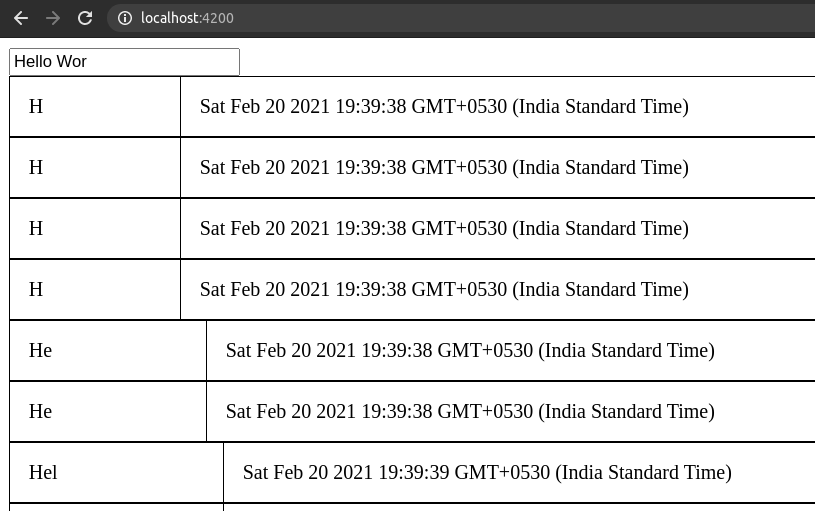 localhost:4200
Hello Wor
H Sat Feb 20 2021 19:39:38 GMT+0530 (India Standard Time)
H Sat Feb 20 2021 19:39:38 GMT+0530 (India Standard Time)
H Sat Feb 20 2021 19:39:38 GMT+0530 (India Standard Time)
H Sat Feb 20 2021 19:39:38 GMT+0530 (India Standard Time)
He Sat Feb 20 2021 19:39:38 GMT+0530 (India Standard Time)
He Sat Feb 20 2021 19:39:38 GMT+0530 (India Standard Time)
Hel Sat Feb 20 2021 19:39:39 GMT+0530 (India Standard Time)